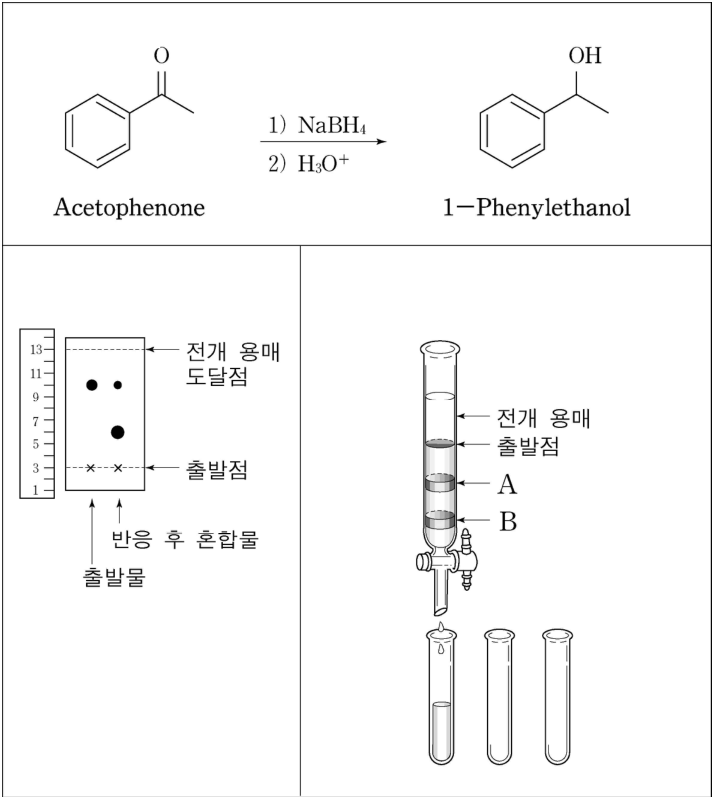 O
OH
1) NaBH₄
2) H₃O⁺
Acetophenone
1-Phenylethanol
13
11
9
7
5
3
1
전개 용매
도달점
출발점
반응 후 혼합물
출발물
전개 용매
출발점
A
B